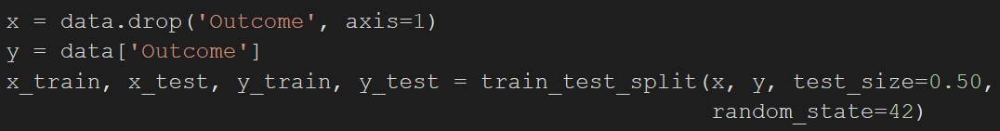 x = data.drop('Outcome', axis=1)
y = data['Outcome']
x_train, x_test, y_train, y_test = train_test_split(x, y, test_size=0.50,
random_state=42)